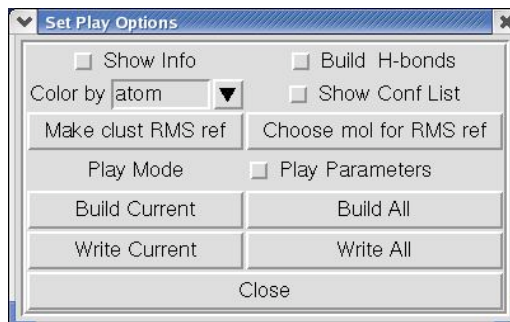 Set Play Options
Show Info Build H-bonds
Color by atom Show Conf List
Make clust RMS ref Choose mol for RMS ref
Play Mode Play Parameters
Build Current Build All
Write Current Write All
Close